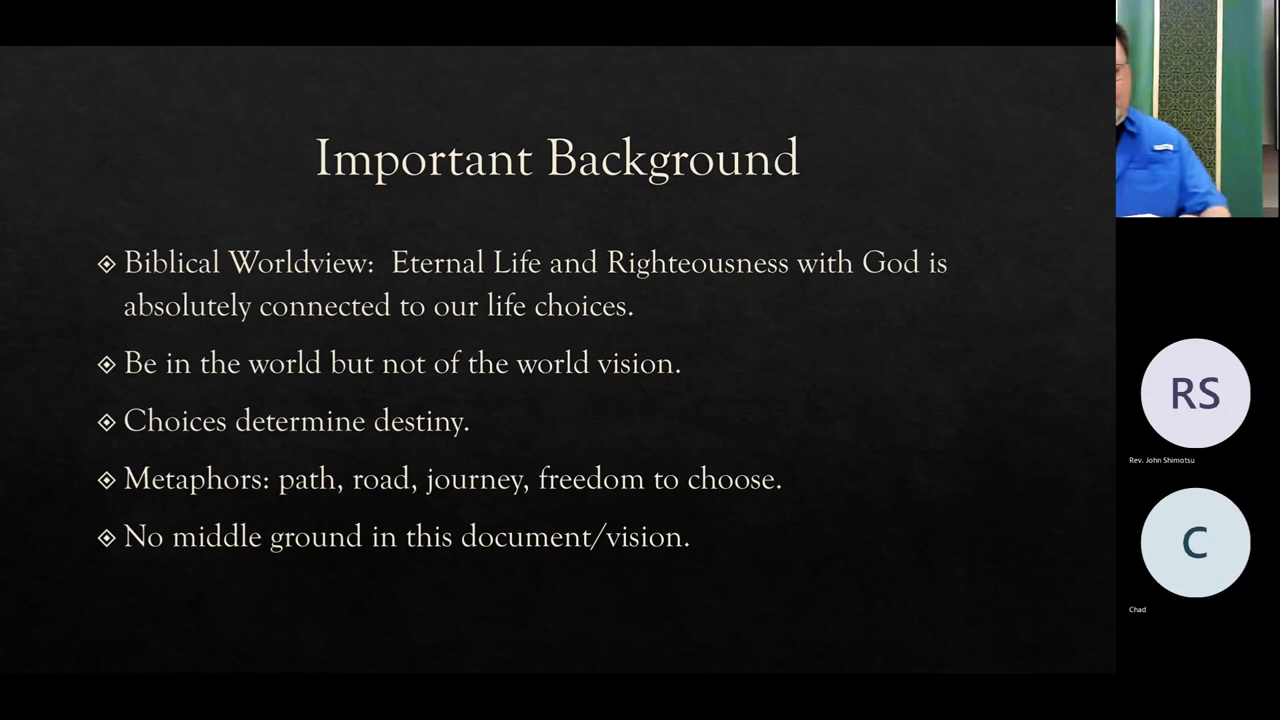 Important Background
Biblical Worldview: Eternal Life and Righteousness with God is
absolutely connected to our life choices.
Be in the world but not of the world vision.
Choices determine destiny.
Metaphors: path, road, journey, freedom to choose.
No middle ground in this document/vision.
RS
Rev. John Shimotsu
C
Chad